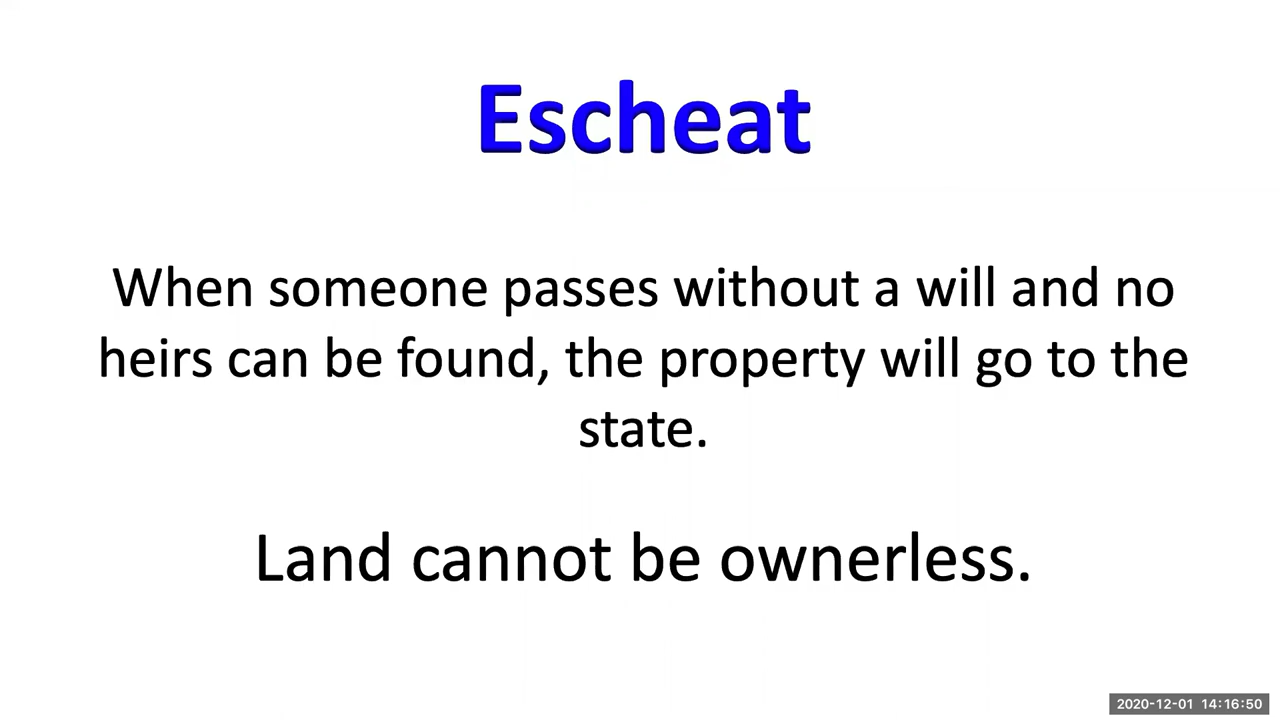 Escheat
When someone passes without a will and no
heirs can be found, the property will go to the
state.
Land cannot be ownerless.
2020-12-01 14:16:50